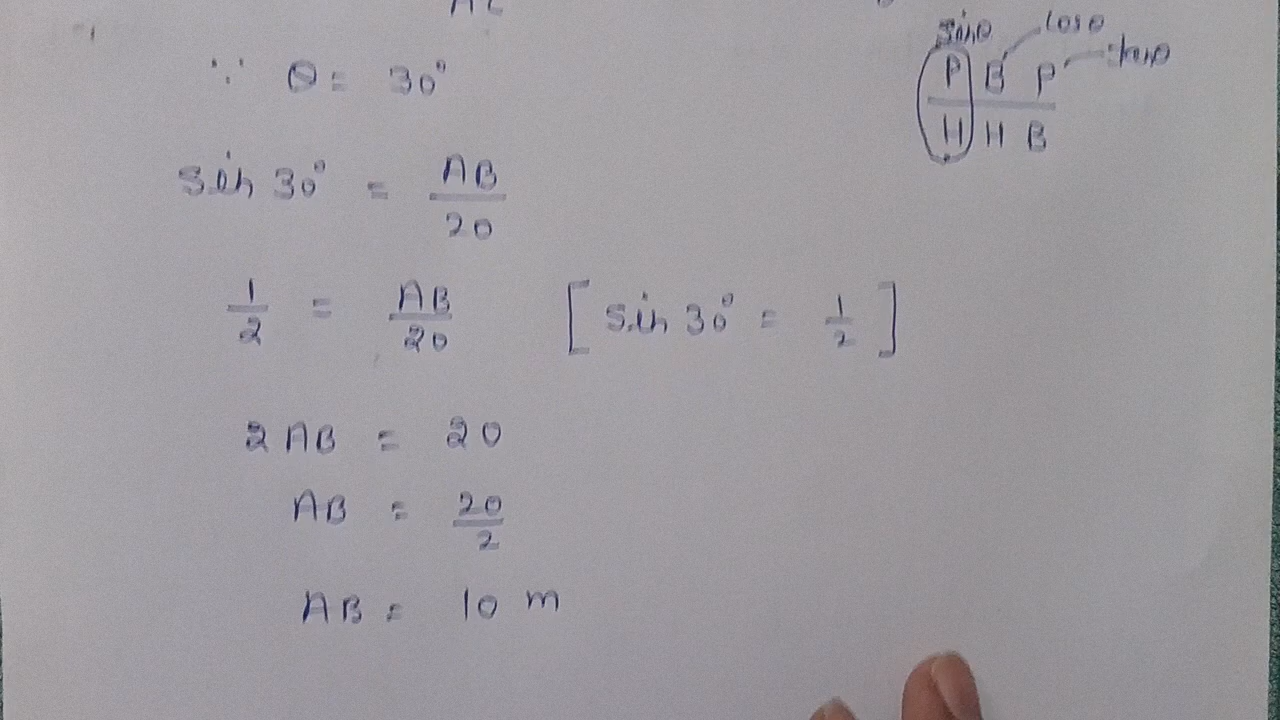 AC
sinθ cosθ
∵ θ = 30° P B P tanθ
H H B
sin 30° = AB/20
1/2 = AB/20 [sin 30° = 1/2]
2AB = 20
AB = 20/2
AB = 10 m